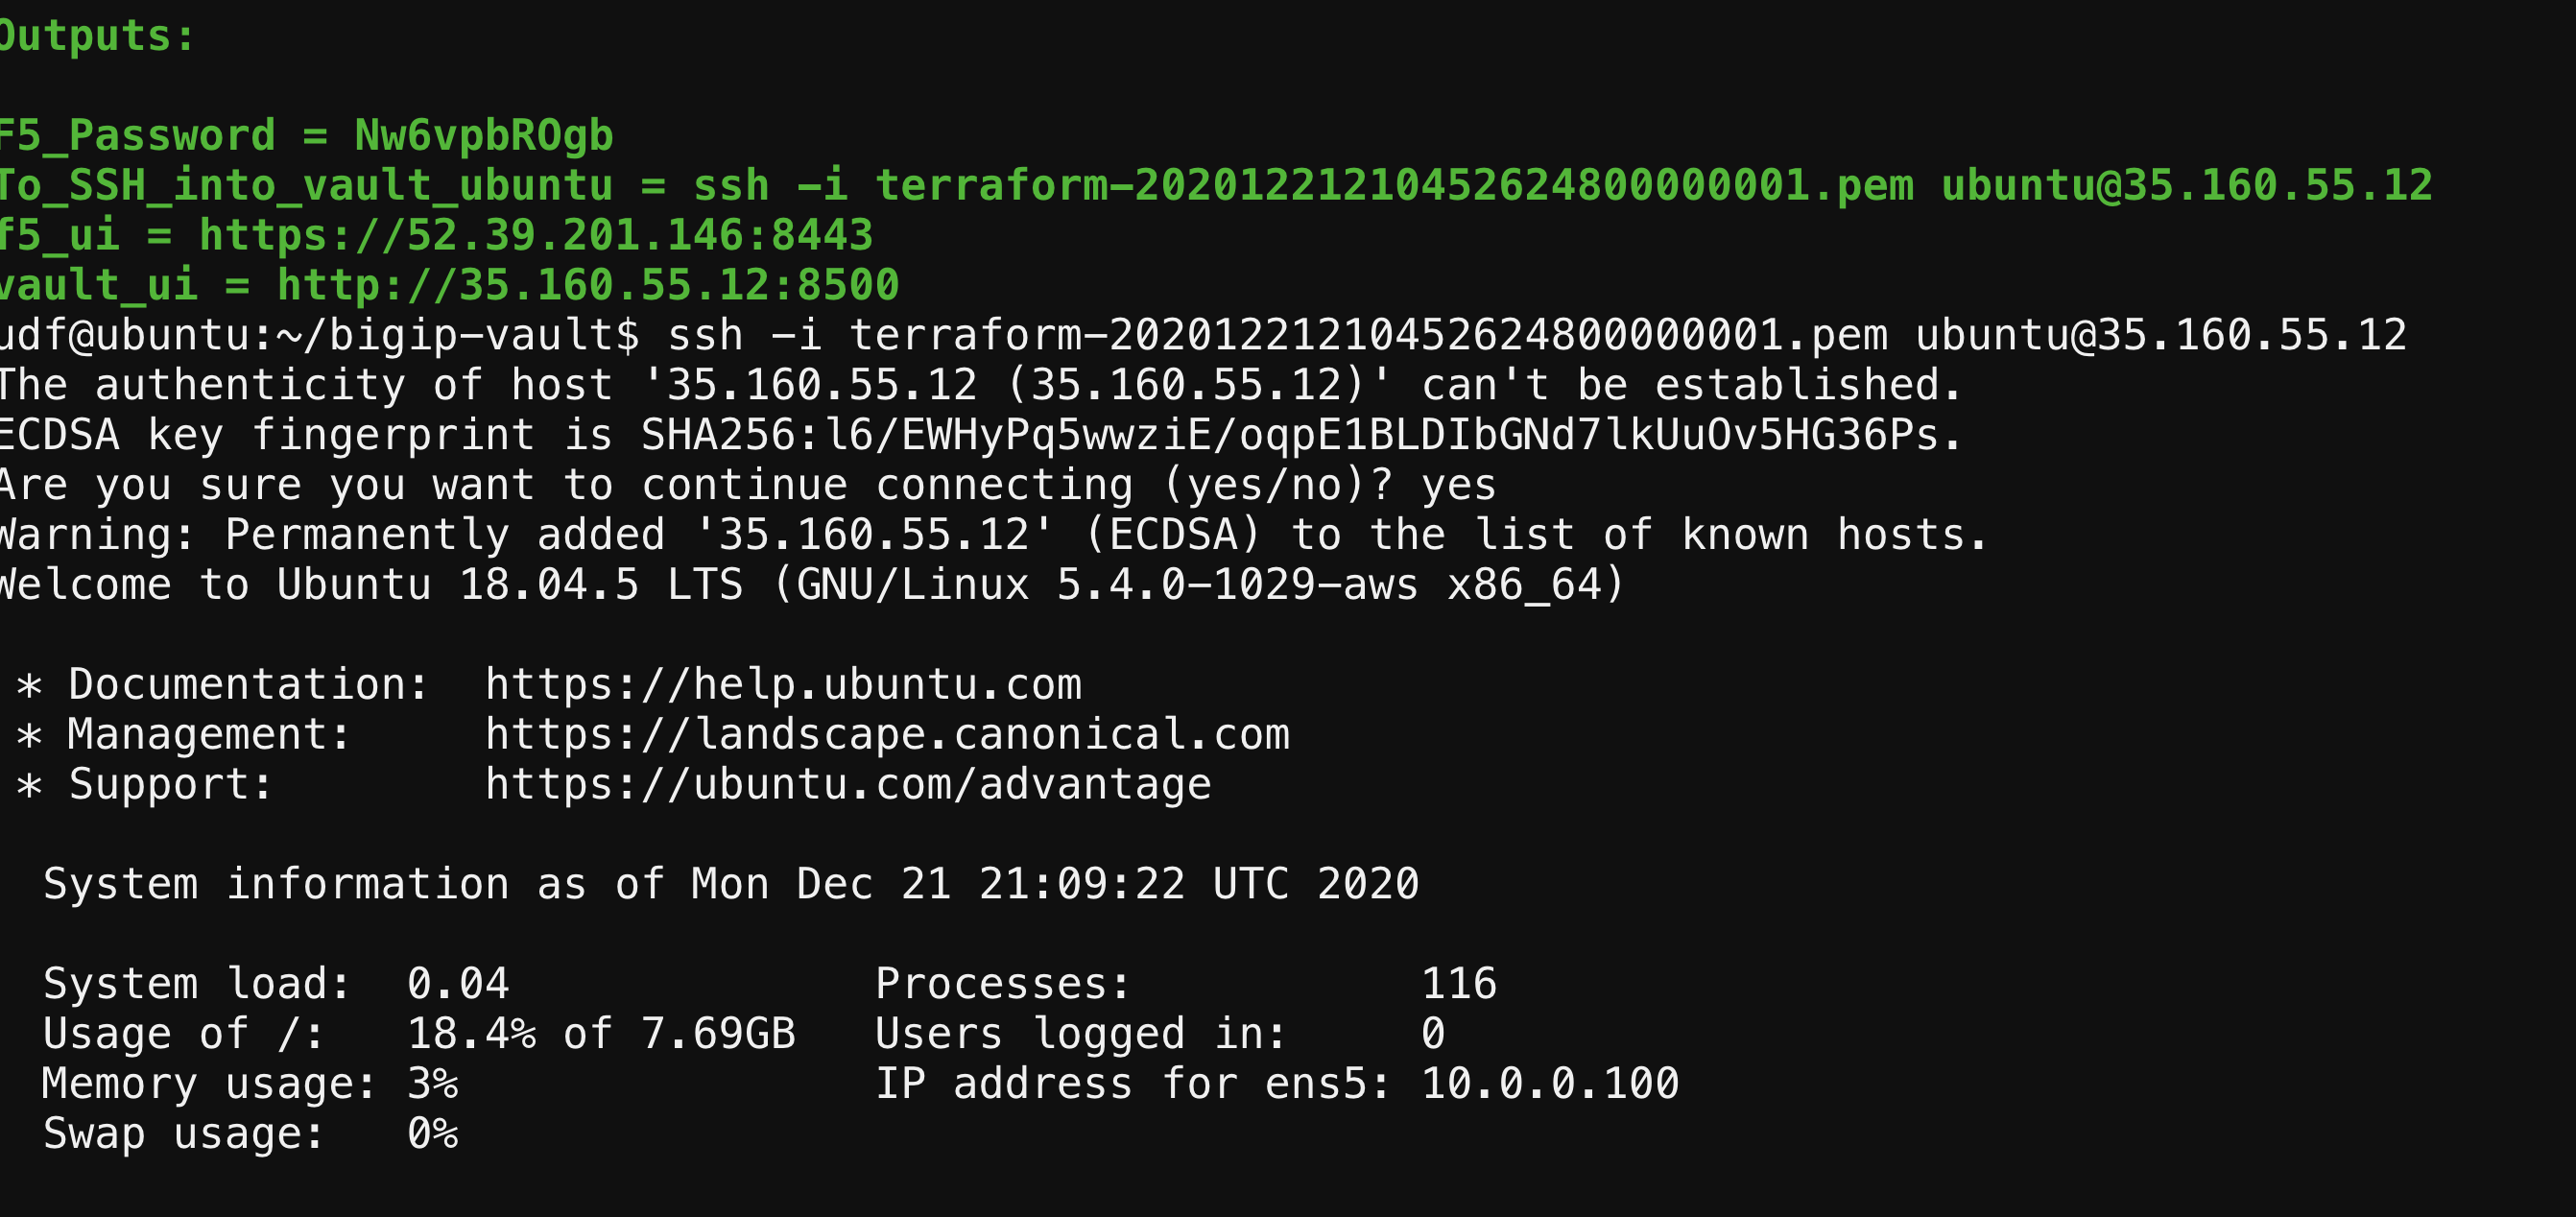 Outputs:
F5_Password = Nw6vpbROgb
To_SSH_into_vault_ubuntu = ssh -i terraform-20201221210452624800000001.pem ubuntu@35.160.55.12
f5_ui = https://52.39.201.146:8443
vault_ui = http://35.160.55.12:8500
udf@ubuntu:~/bigip-vault$ ssh -i terraform-20201221210452624800000001.pem ubuntu@35.160.55.12
The authenticity of host '35.160.55.12 (35.160.55.12)' can't be established.
ECDSA key fingerprint is SHA256:l6/EWHyPq5wwziE/oqpE1BLDIbGNd7lkUuOv5HG36Ps.
Are you sure you want to continue connecting (yes/no)? yes
Warning: Permanently added '35.160.55.12' (ECDSA) to the list of known hosts.
Welcome to Ubuntu 18.04.5 LTS (GNU/Linux 5.4.0-1029-aws x86_64)
* Documentation:  https://help.ubuntu.com
* Management:     https://landscape.canonical.com
* Support:        https://ubuntu.com/advantage
System information as of Mon Dec 21 21:09:22 UTC 2020
System load:  0.04              Processes:           116
Usage of /:   18.4% of 7.69GB   Users logged in:     0
Memory usage: 3%                IP address for ens5: 10.0.0.100
Swap usage:   0%